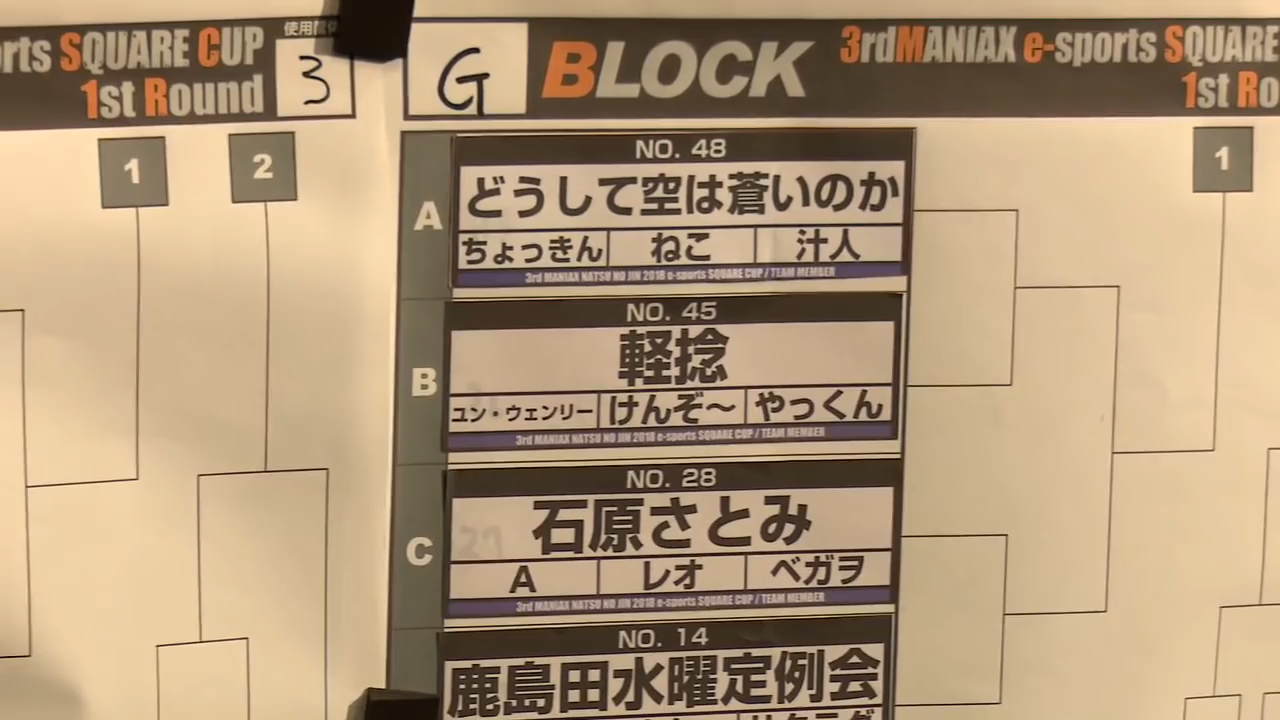 rts SQUARE CUP
1st Round
3
1
2
G BLOCK
3rdMANIAX e-sports SQUARE
1st Ro
1
A
NO. 48
どうして空は蒼いのか
ちょっきん ねこ 汁人
3rd MANIAX NATSU NO JIN 2018 e-sports SQUARE CUP / TEAM MEMBER
B
NO. 45
軽捻
ユン・ウェンリー けんぞ～ やっくん
3rd MANIAX NATSU NO JIN 2018 e-sports SQUARE CUP / TEAM MEMBER
C
NO. 28
石原さとみ
A レオ ベガヲ
3rd MANIAX NATSU NO JIN 2018 e-sports SQUARE CUP / TEAM MEMBER
NO. 14
鹿島田水曜定例会